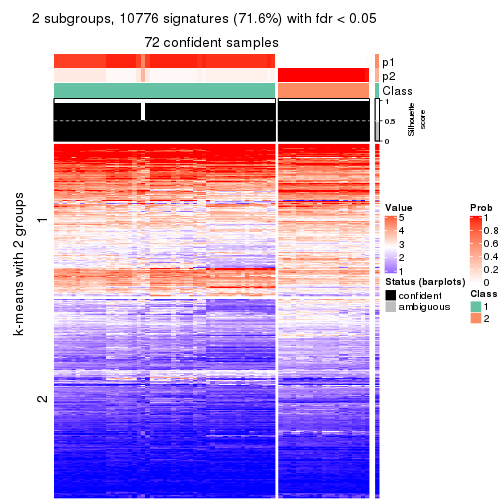 2 subgroups, 10776 signatures (71.6%) with fdr < 0.05
72 confident samples
p1
p2
Class
1
0.5
0
Silhouette
score
k-means with 2 groups
1
2
Value
5
4
3
2
1
Status (barplots)
confident
ambiguous
Prob
1
0.8
0.6
0.4
0.2
0
Class
1
2